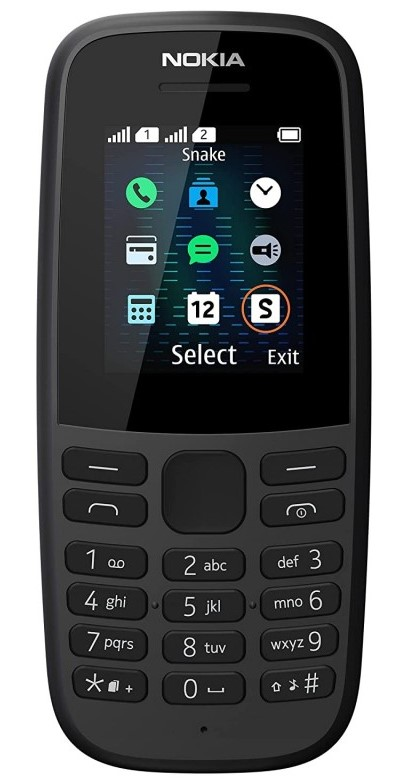 NOKIA
1 2
Snake
12 S
Select Exit
1 2 abc def 3
4 ghi 5 jkl mno 6
7 pqrs 8 tuv wxyz 9
* + 0 #